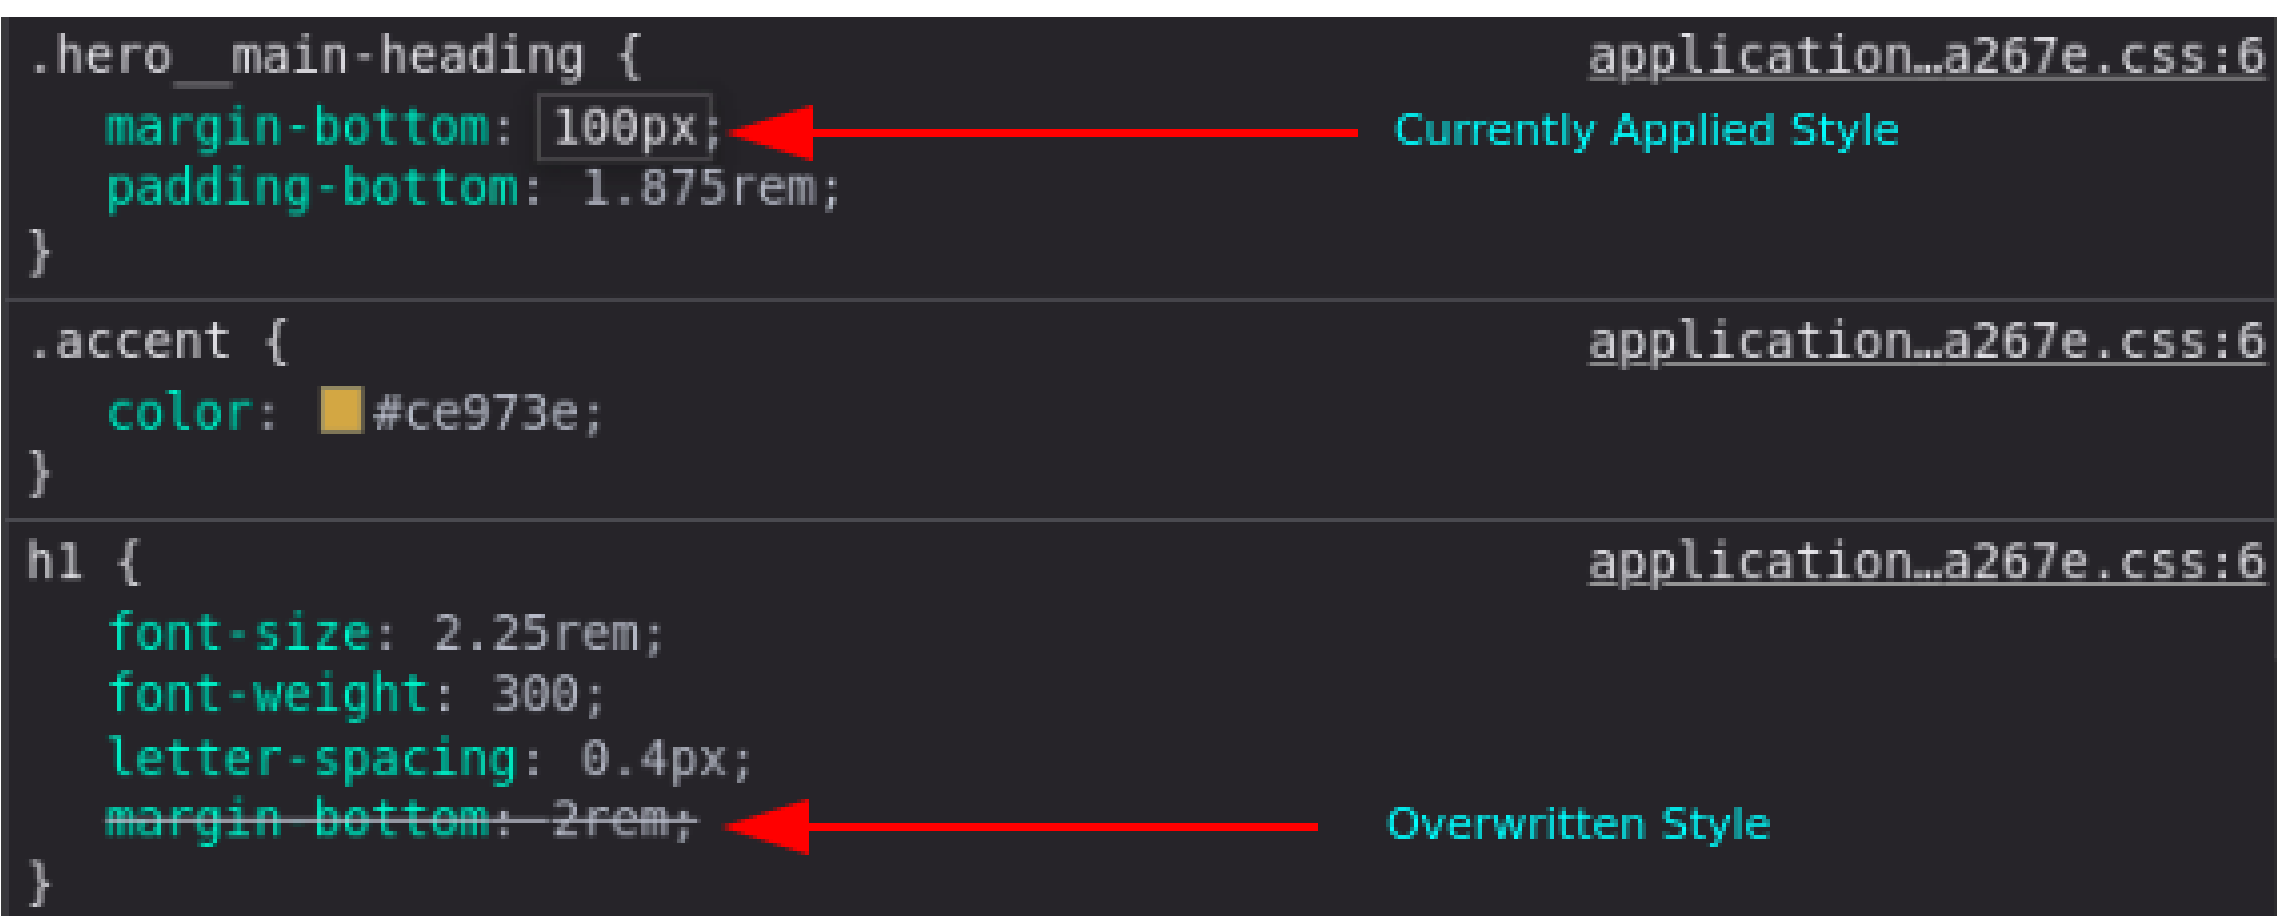 .hero__main-heading { application…a267e.css:6
margin-bottom: 100px; Currently Applied Style
padding-bottom: 1.875rem;
}
.accent { application…a267e.css:6
color: #ce973e;
}
h1 { application…a267e.css:6
font-size: 2.25rem;
font-weight: 300;
letter-spacing: 0.4px;
margin-bottom: 2rem; Overwritten Style
}